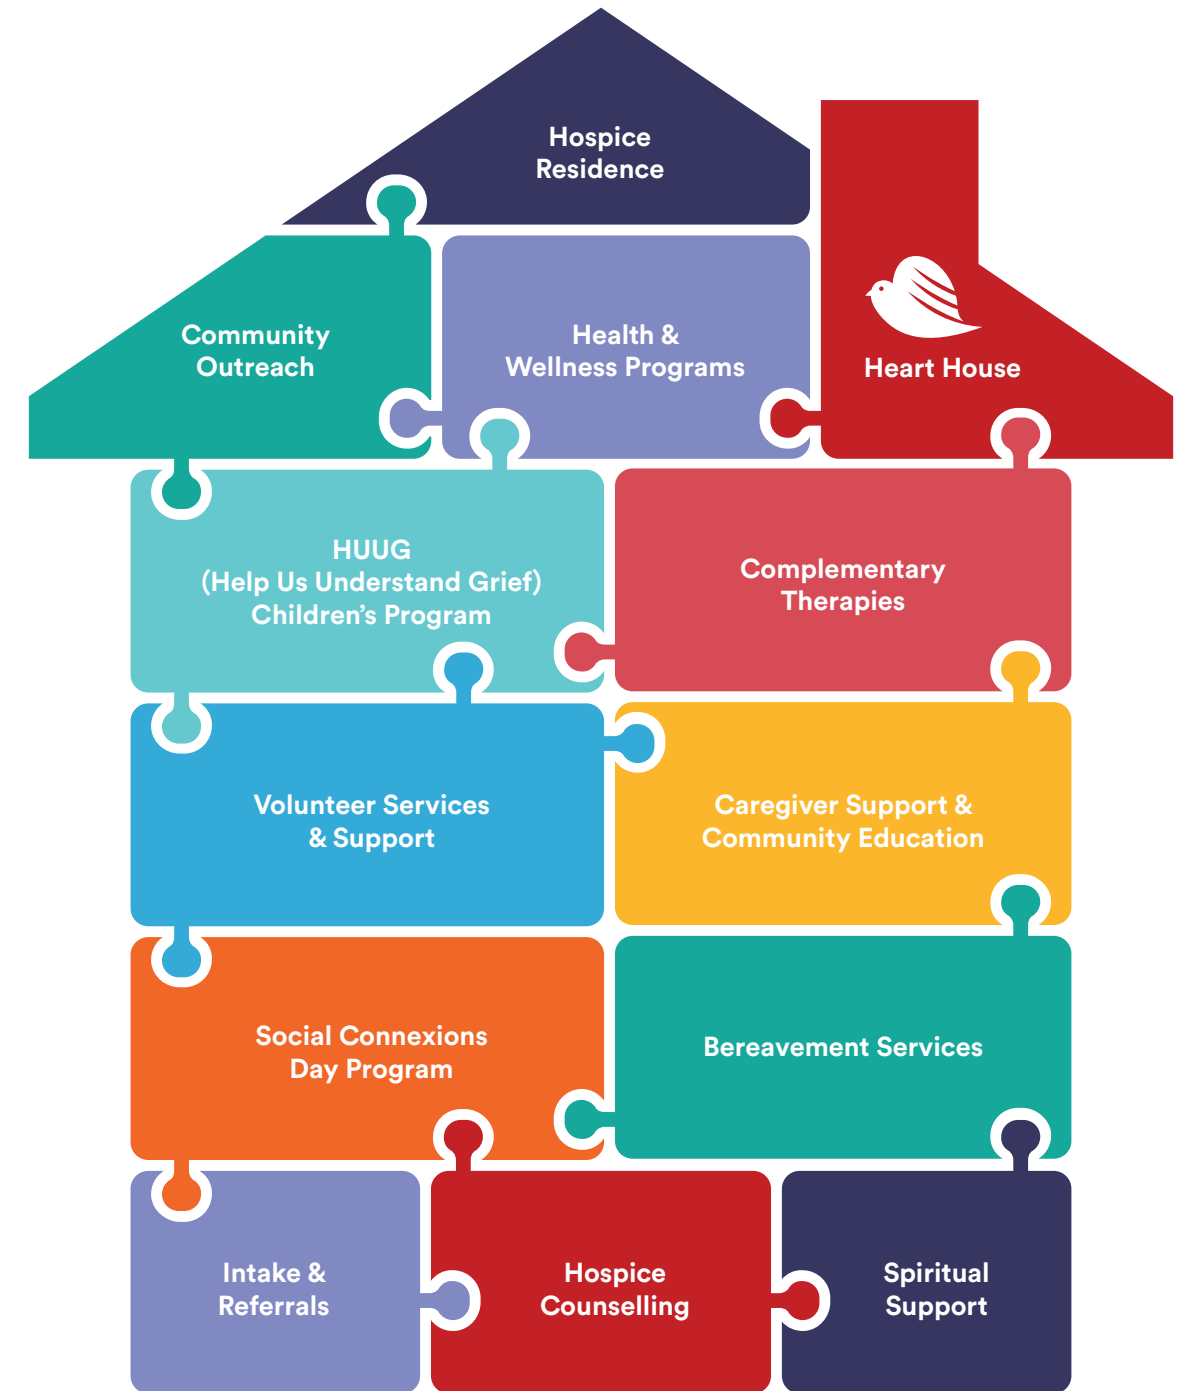 Hospice
Residence
Community
Outreach
Health &
Wellness Programs
Heart House
HUUG
(Help Us Understand Grief)
Children’s Program
Complementary
Therapies
Volunteer Services
& Support
Caregiver Support &
Community Education
Social Connexions
Day Program
Bereavement Services
Intake &
Referrals
Hospice
Counselling
Spiritual
Support